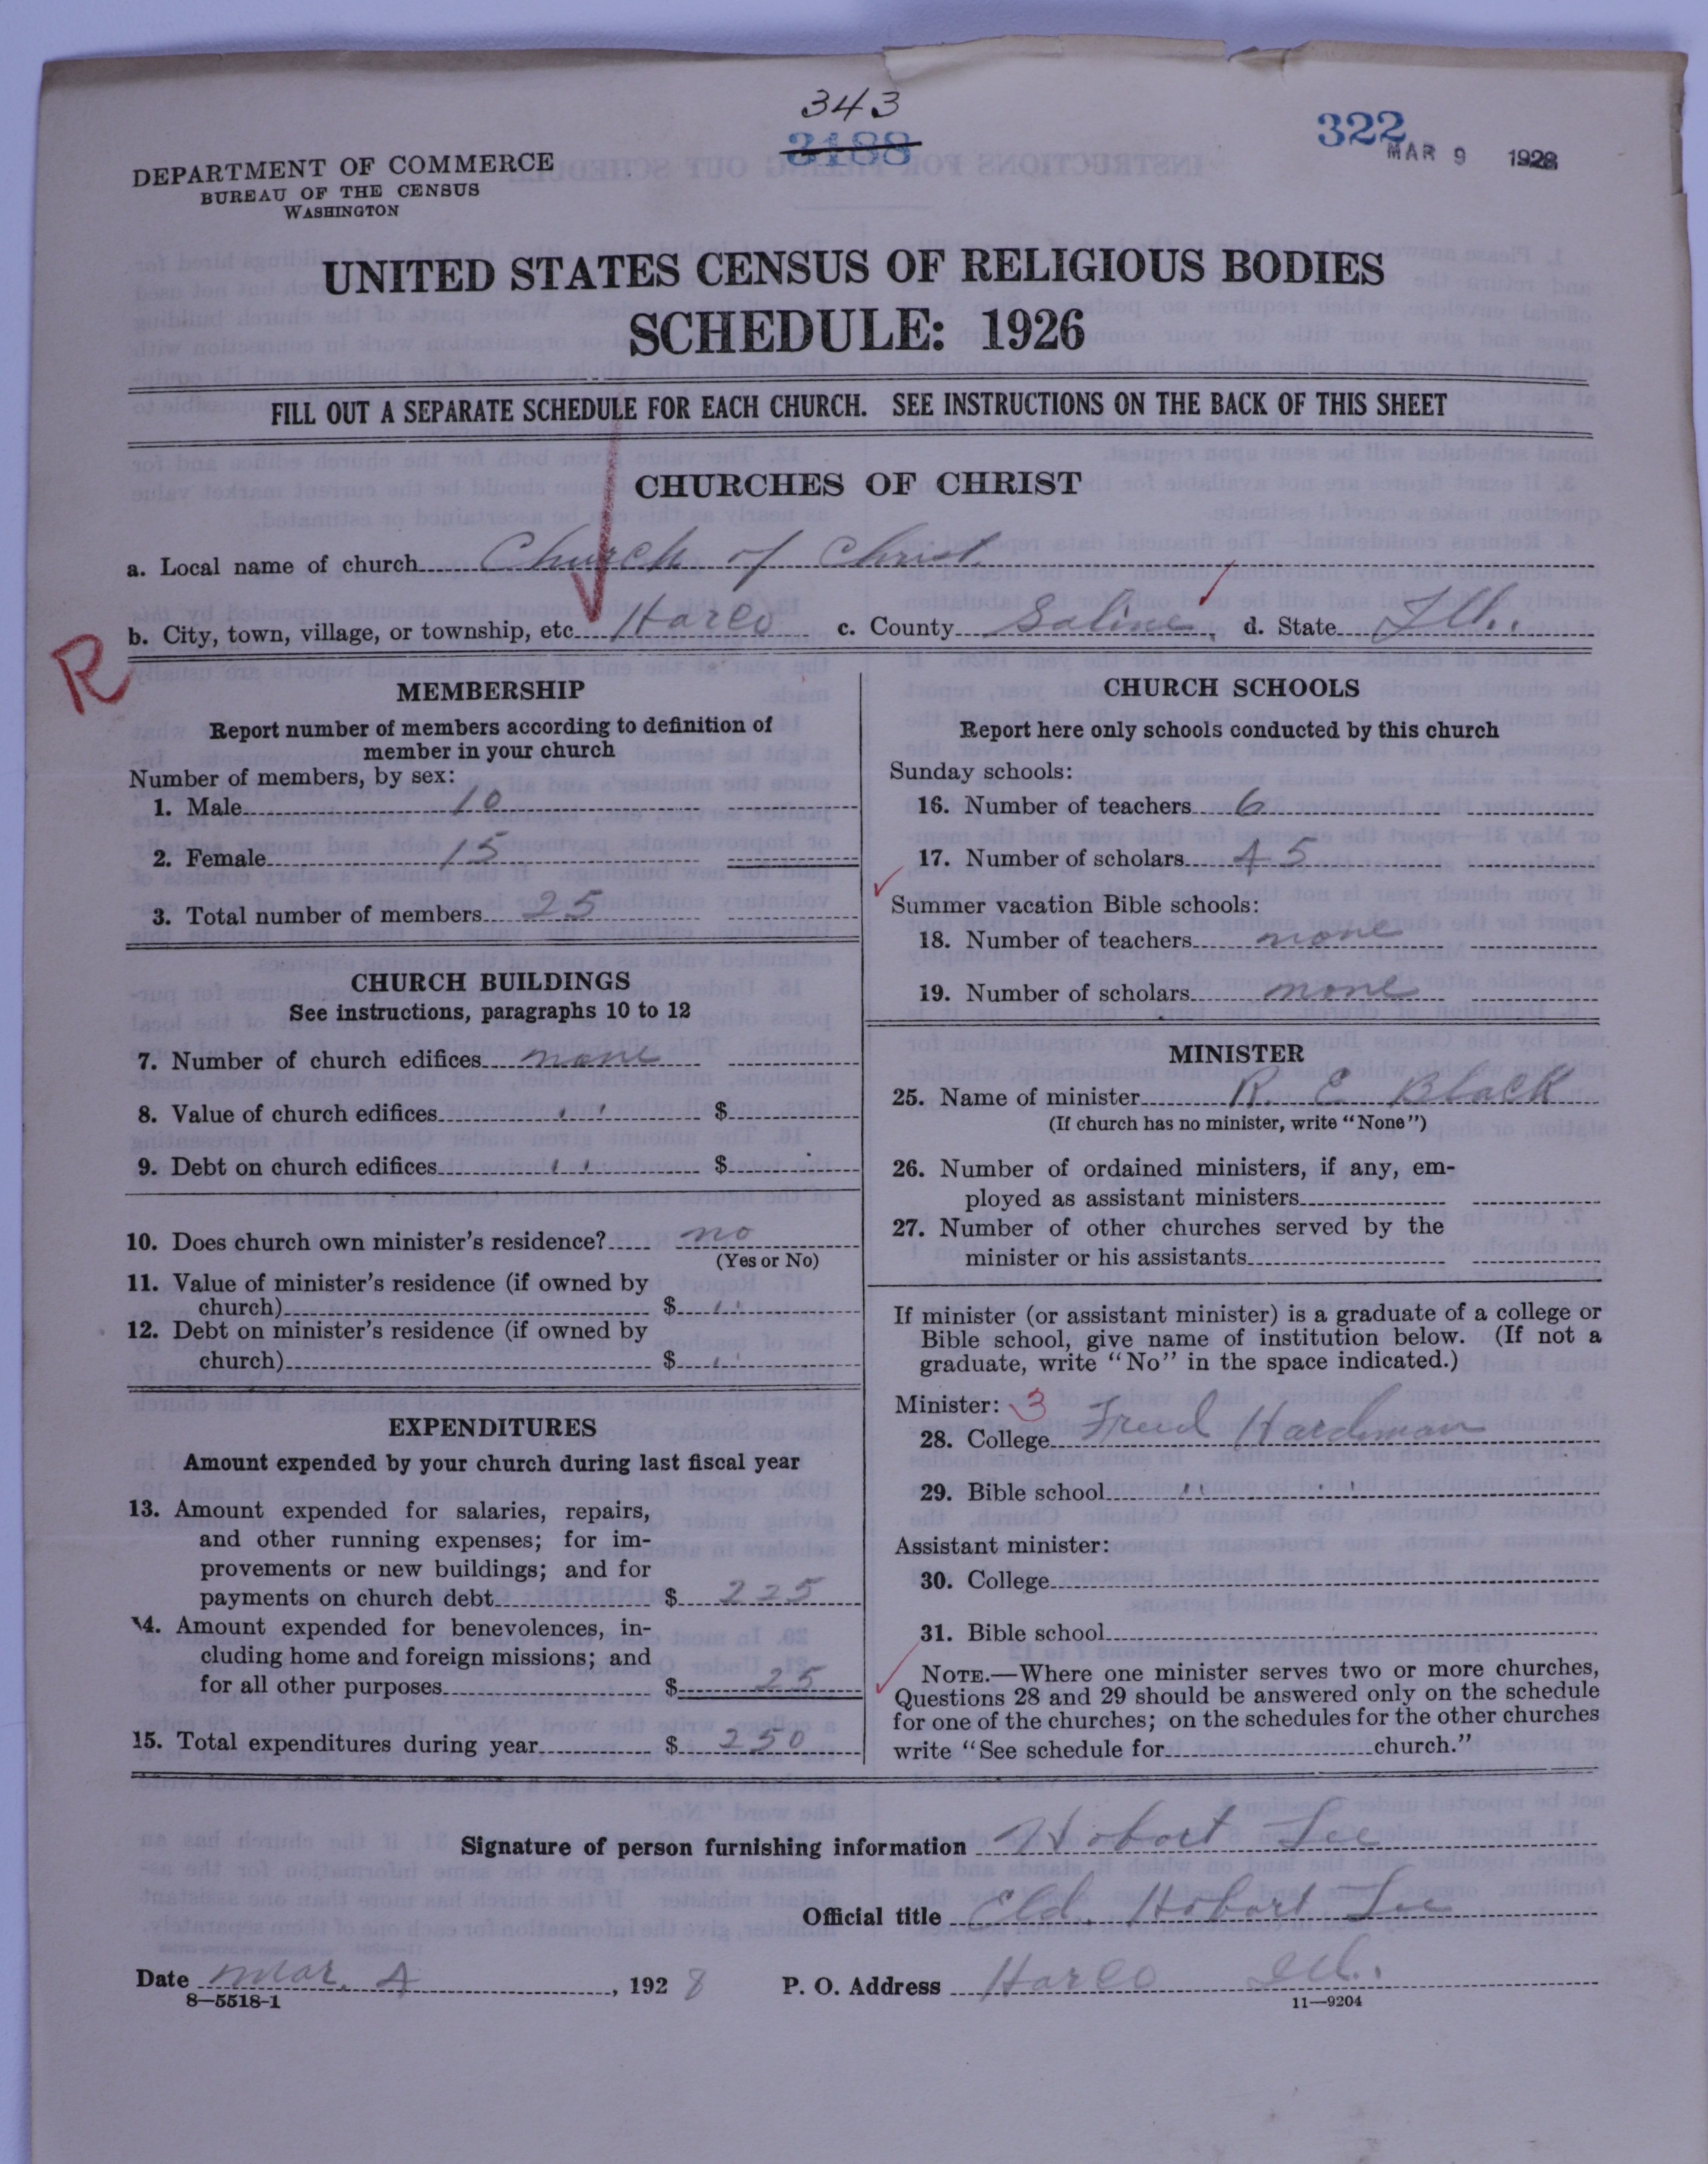 343
3188
322
MAR 9 1928
DEPARTMENT OF COMMERCE
BUREAU OF THE CENSUS
WASHINGTON
UNITED STATES CENSUS OF RELIGIOUS BODIES
SCHEDULE: 1926
FILL OUT A SEPARATE SCHEDULE FOR EACH CHURCH. SEE INSTRUCTIONS ON THE BACK OF THIS SHEET
CHURCHES OF CHRIST
a. Local name of church Church of Christ
b. City, town, village, or township, etc. Harco c. County Saline, d. State Ill.
R
MEMBERSHIP
Report number of members according to definition of
member in your church
Number of members, by sex:
1. Male 10
2. Female 15
3. Total number of members 25
CHURCH BUILDINGS
See instructions, paragraphs 10 to 12
7. Number of church edifices none
8. Value of church edifices " $
9. Debt on church edifices " $
10. Does church own minister's residence? no
(Yes or No)
11. Value of minister's residence (if owned by
church) $ "
12. Debt on minister's residence (if owned by
church) $ "
EXPENDITURES
Amount expended by your church during last fiscal year
13. Amount expended for salaries, repairs,
and other running expenses; for im-
provements or new buildings; and for
payments on church debt $ 225
14. Amount expended for benevolences, in-
cluding home and foreign missions; and
for all other purposes $ 25
15. Total expenditures during year $ 250
CHURCH SCHOOLS
Report here only schools conducted by this church
Sunday schools:
16. Number of teachers 6
17. Number of scholars 45
Summer vacation Bible schools:
18. Number of teachers none
19. Number of scholars none
MINISTER
25. Name of minister R. E. Black
(If church has no minister, write "None")
26. Number of ordained ministers, if any, em-
ployed as assistant ministers
27. Number of other churches served by the
minister or his assistants
If minister (or assistant minister) is a graduate of a college or
Bible school, give name of institution below. (If not a
graduate, write "No" in the space indicated.)
Minister: 3
28. College Freed Hardiman
29. Bible school " "
Assistant minister:
30. College
31. Bible school
NOTE.—Where one minister serves two or more churches,
Questions 28 and 29 should be answered only on the schedule
for one of the churches; on the schedules for the other churches
write "See schedule for church."
Signature of person furnishing information Hobart Lee
Official title Eld. Hobart Lee
Date Mar. 4, 1928 P. O. Address Harco Ill.
8—5518-1
11—9204